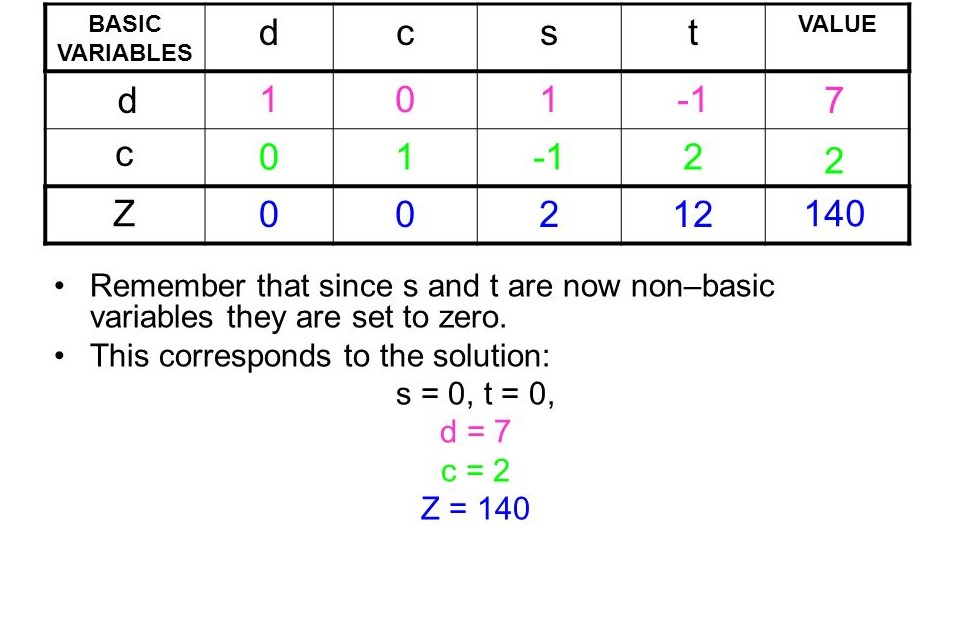 BASIC VARIABLES d c s t VALUE
d 1 0 1 -1 7
c 0 1 -1 2 2
Z 0 0 2 12 140
• Remember that since s and t are now non–basic
variables they are set to zero.
• This corresponds to the solution:
s = 0, t = 0,
d = 7
c = 2
Z = 140